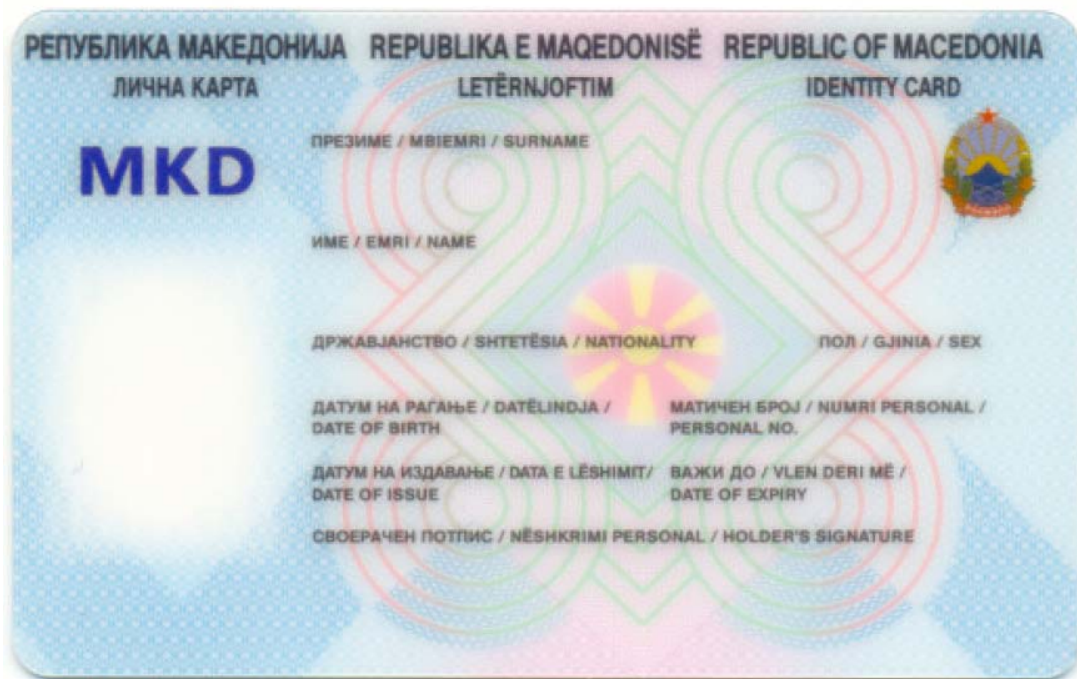 РЕПУБЛИКА МАКЕДОНИЈА REPUBLIKA E MAQEDONISË REPUBLIC OF MACEDONIA
ЛИЧНА КАРТА LETËRNJOFTIM IDENTITY CARD
MKD
ПРЕЗИМЕ / MBIEMRI / SURNAME
ИМЕ / EMRI / NAME
ДРЖАВЈАНСТВО / SHTETËSIA / NATIONALITY ПОЛ / GJINIA / SEX
ДАТУМ НА РАЃАЊЕ / DATËLINDJA /
DATE OF BIRTH
МАТИЧЕН БРОЈ / NUMRI PERSONAL /
PERSONAL NO.
ДАТУМ НА ИЗДАВАЊЕ / DATA E LËSHIMIT/
DATE OF ISSUE
ВАЖИ ДО / VLEN DERI MË /
DATE OF EXPIRY
СВОЕРАЧЕН ПОТПИС / NËSHKRIMI PERSONAL / HOLDER'S SIGNATURE